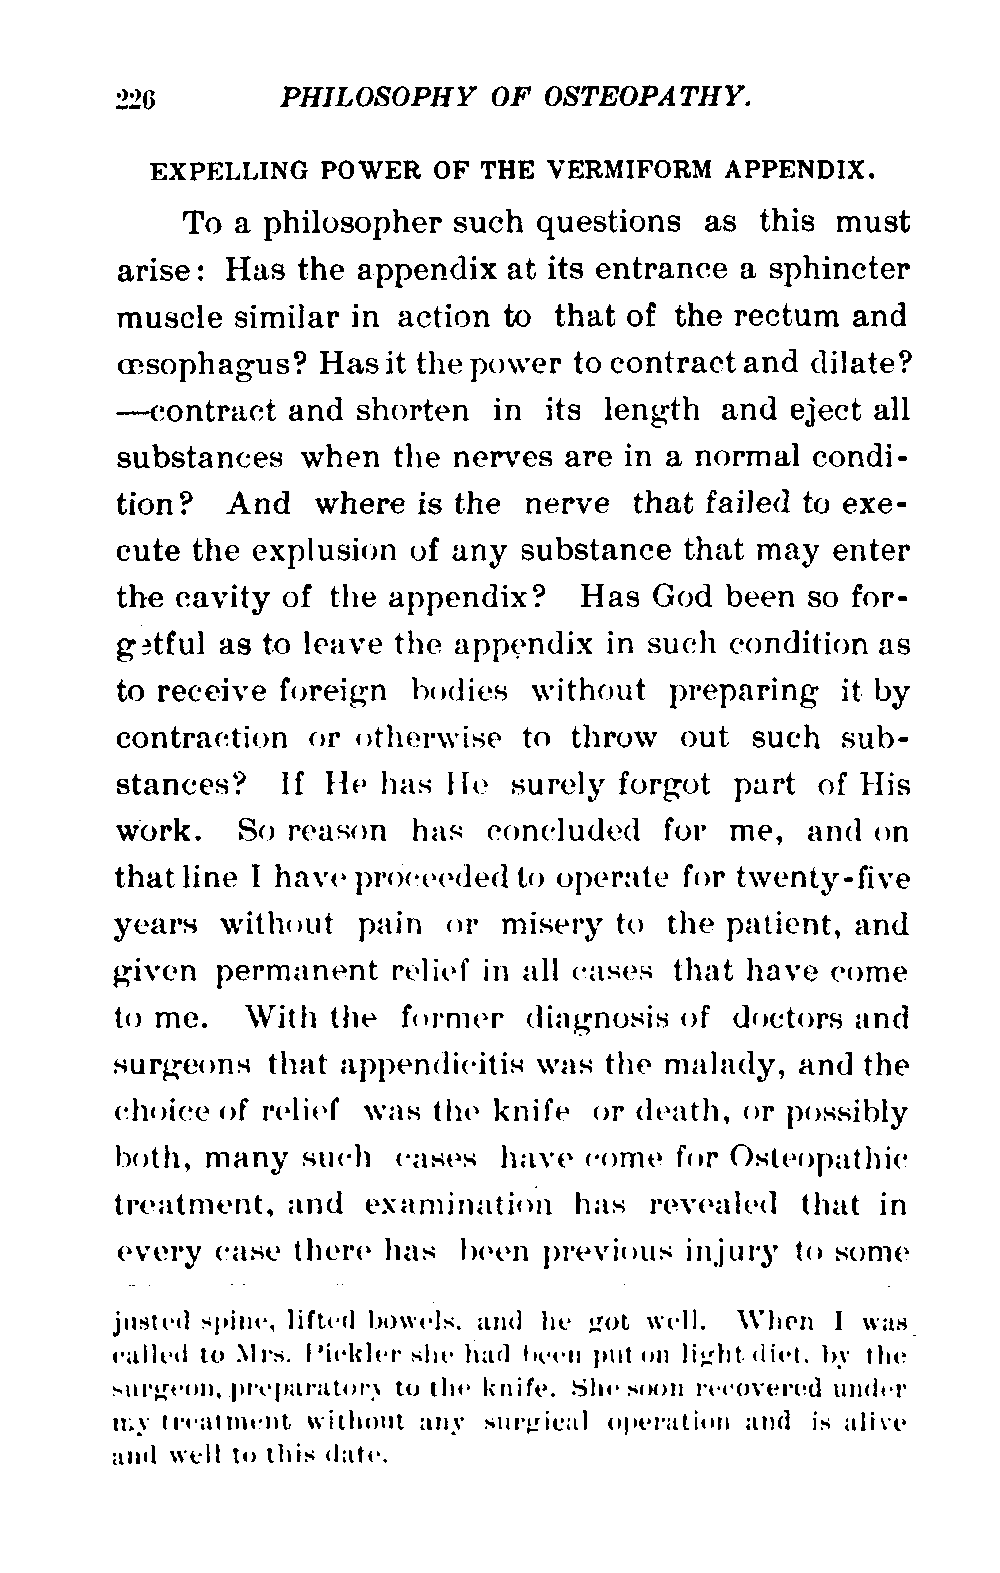 226 PHILOSOPHY OF OSTEOPATHY.
EXPELLING POWER OF THE VERMIFORM APPENDIX.
To a philosopher such questions as this must
arise: Has the appendix at its entrance a sphincter
muscle similar in action to that of the rectum and
œsophagus? Has it the power to contract and dilate?
—contract and shorten in its length and eject all
substances when the nerves are in a normal condi-
tion? And where is the nerve that failed to exe-
cute the explusion of any substance that may enter
the cavity of the appendix? Has God been so for-
getful as to leave the appendix in such condition as
to receive foreign bodies without preparing it by
contraction or otherwise to throw out such sub-
stances? If He has He surely forgot part of His
work. So reason has concluded for me, and on
that line I have proceeded to operate for twenty-five
years without pain or misery to the patient, and
given permanent relief in all cases that have come
to me. With the former diagnosis of doctors and
surgeons that appendicitis was the malady, and the
choice of relief was the knife or death, or possibly
both, many such cases have come for Osteopathic
treatment, and examination has revealed that in
every case there has been previous injury to some
justed spine, lifted bowels, and he got well. When I was
called to Mrs. Pickler she had been put on light diet, by the
surgeon, preparatory to the knife. She soon recovered under
my treatment without any surgical operation and is alive
and well to this date.